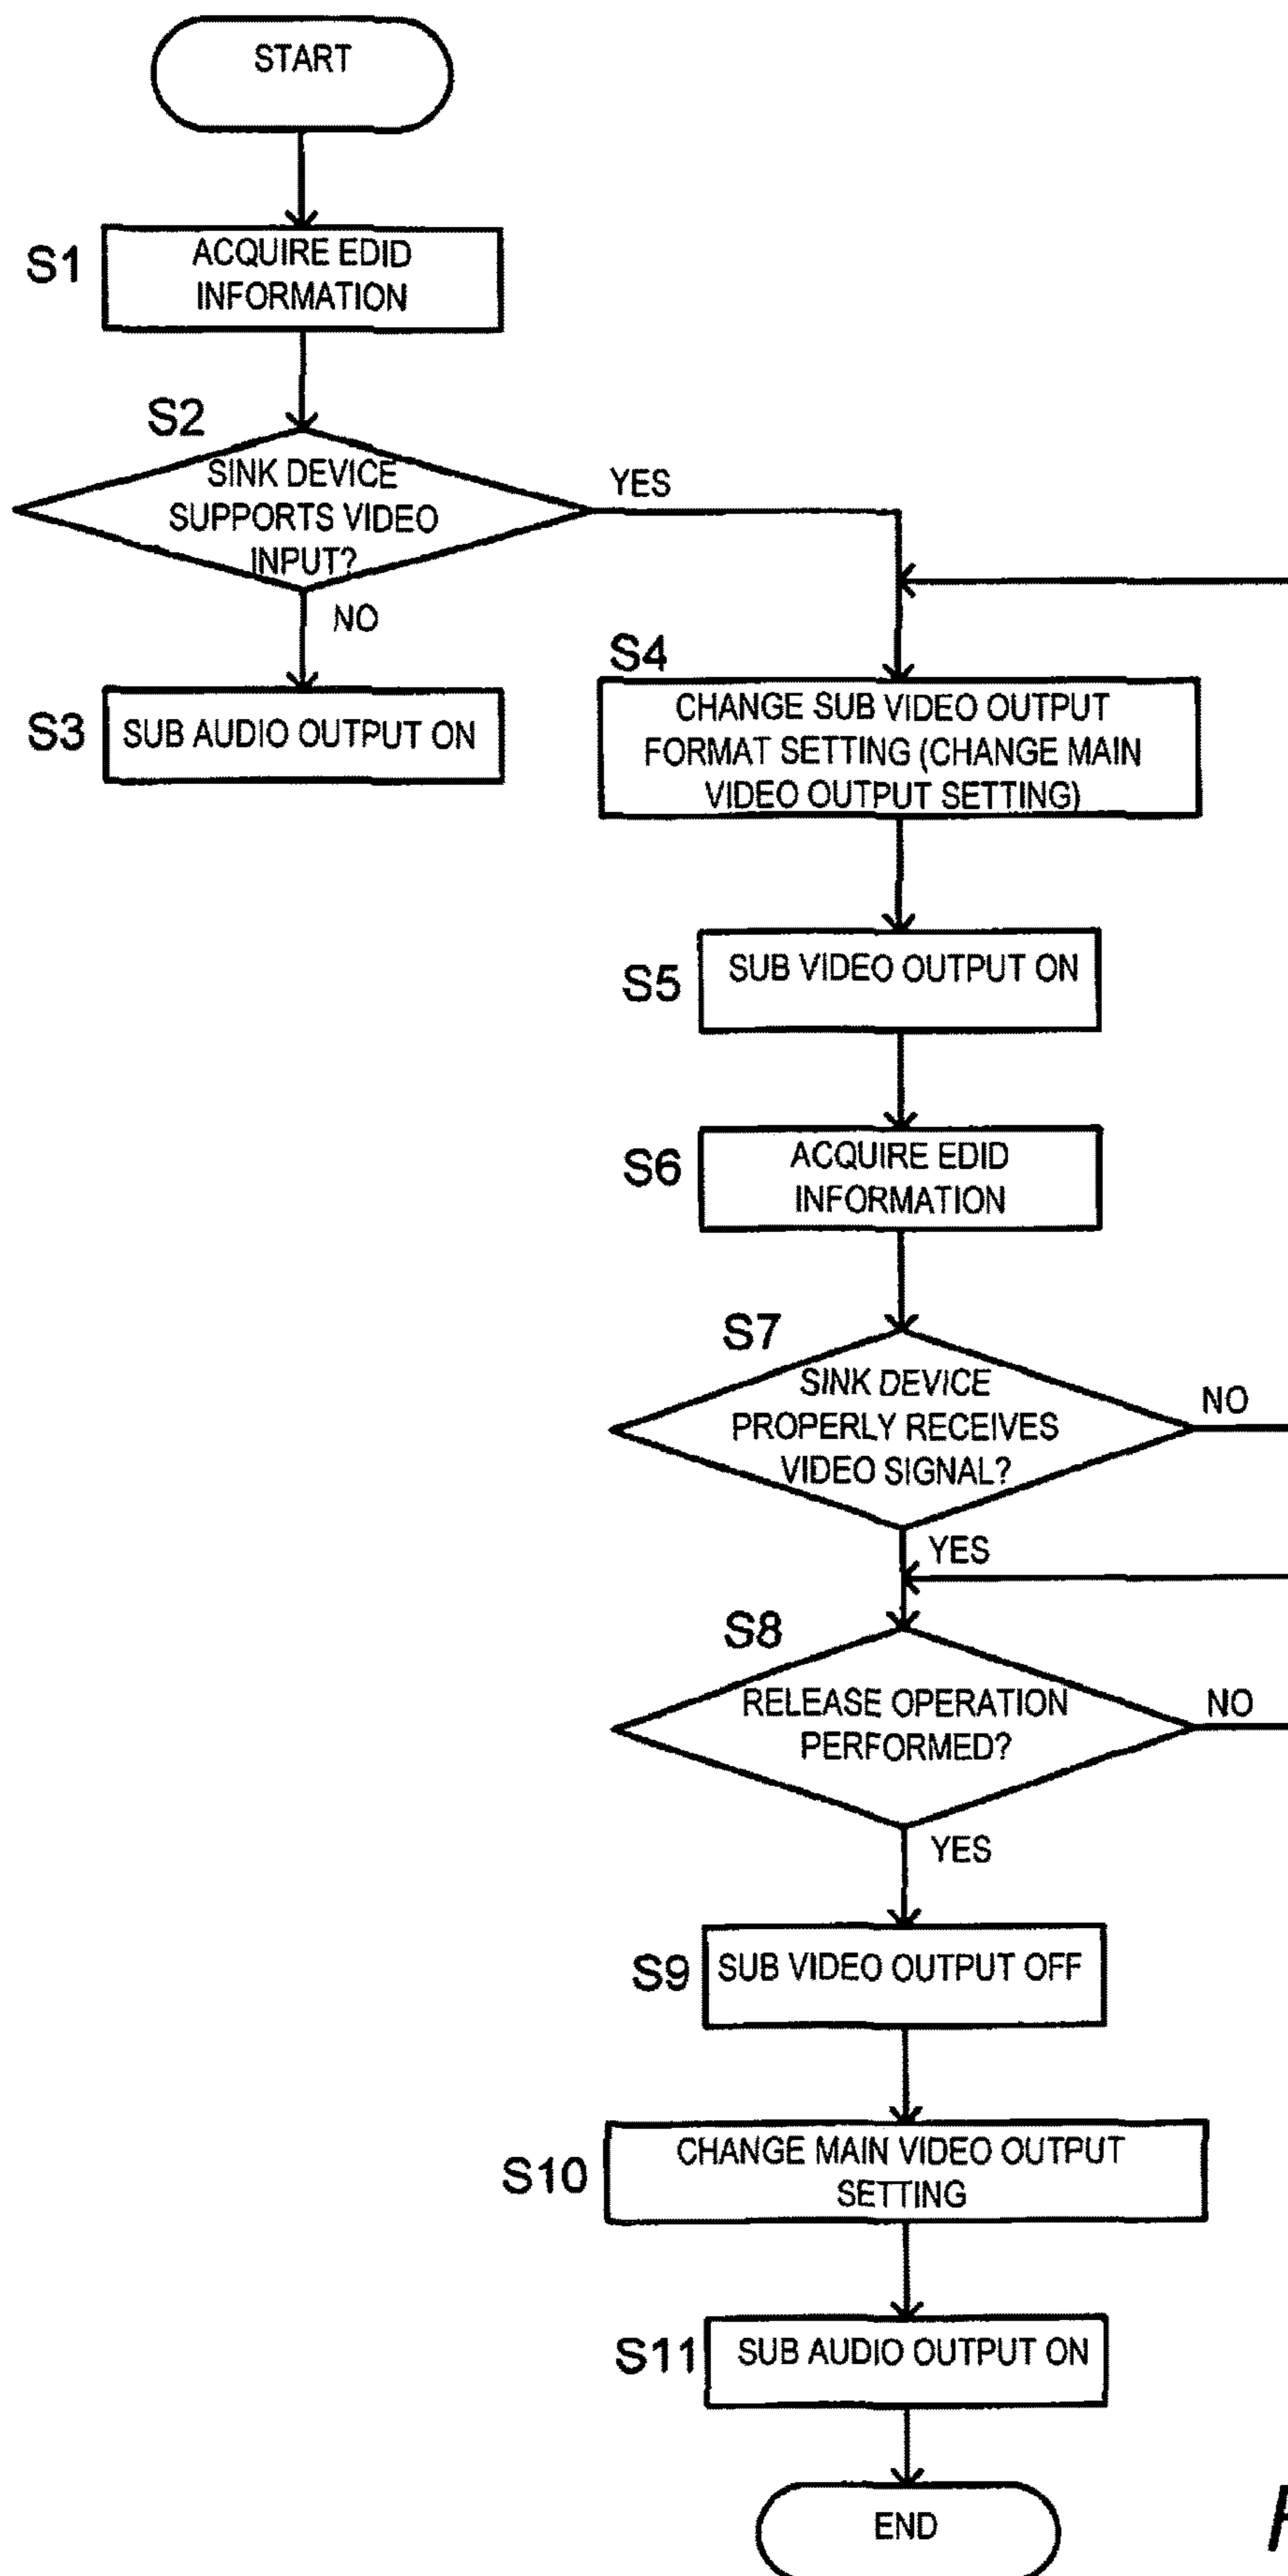 START
S1
ACQUIRE EDID
INFORMATION
S2
SINK DEVICE
SUPPORTS VIDEO
INPUT?
YES
NO
S3
SUB AUDIO OUTPUT ON
S4
CHANGE SUB VIDEO OUTPUT
FORMAT SETTING (CHANGE MAIN
VIDEO OUTPUT SETTING)
S5
SUB VIDEO OUTPUT ON
S6
ACQUIRE EDID
INFORMATION
S7
SINK DEVICE
PROPERLY RECEIVES
VIDEO SIGNAL?
NO
YES
S8
RELEASE OPERATION
PERFORMED?
NO
YES
S9
SUB VIDEO OUTPUT OFF
S10
CHANGE MAIN VIDEO OUTPUT
SETTING
S11
SUB AUDIO OUTPUT ON
END